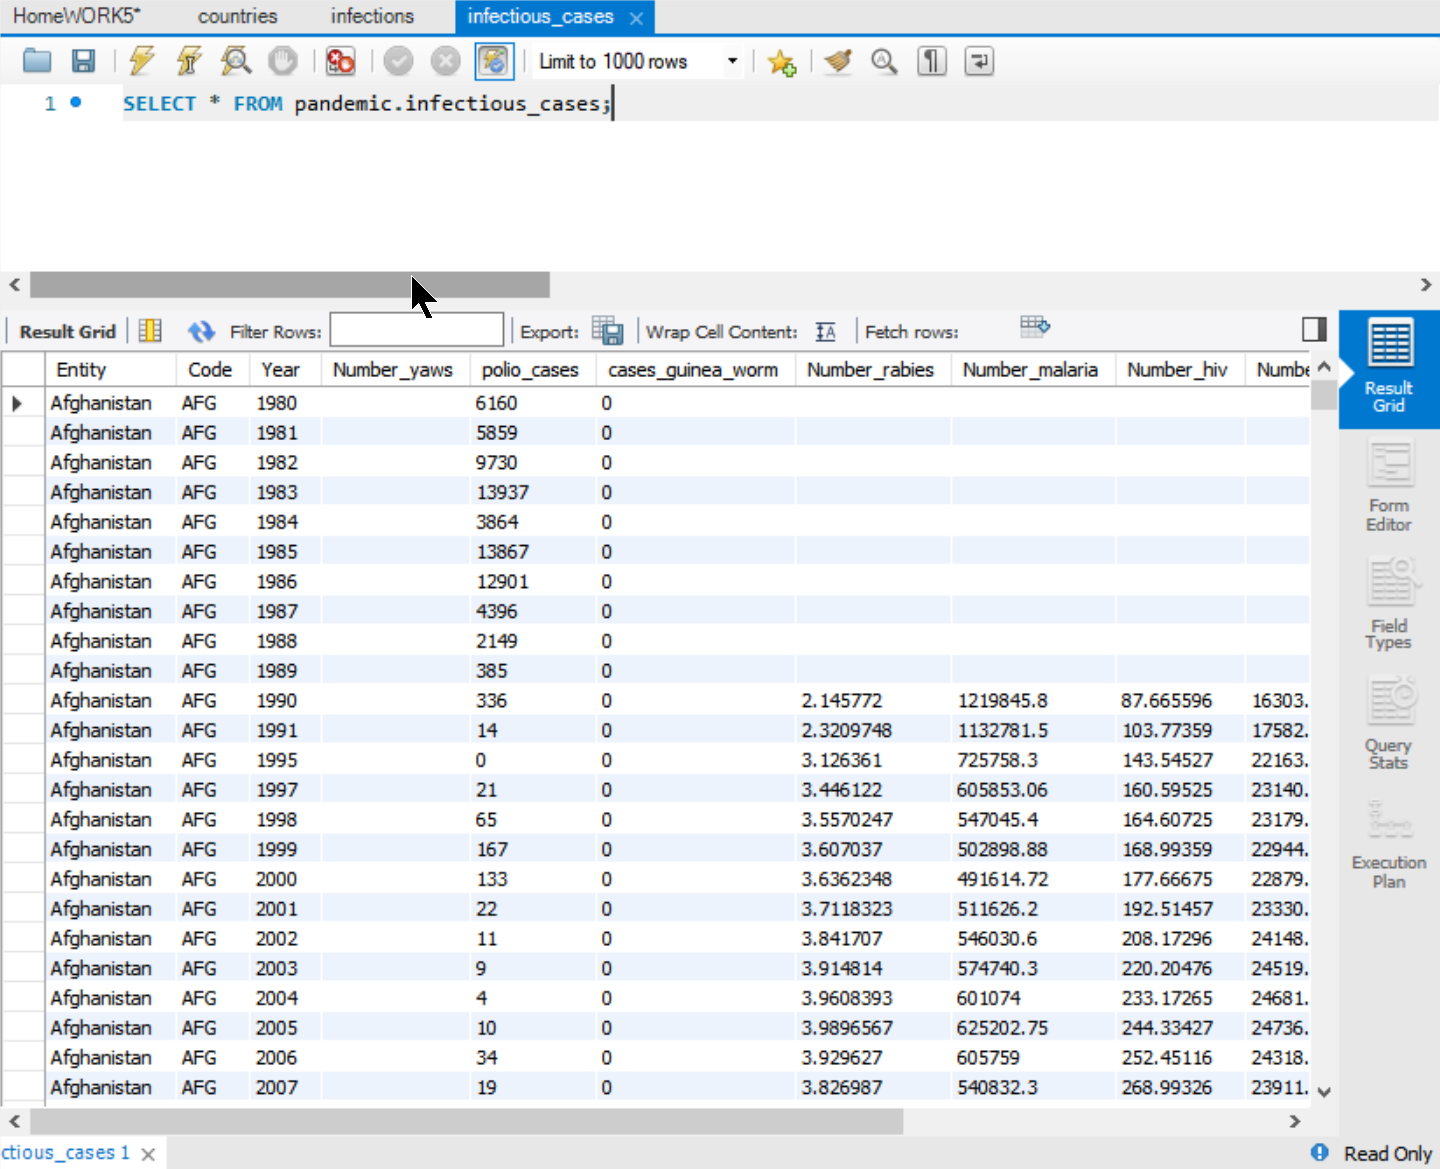 HomeWORK5* countries infections infectious_cases
Limit to 1000 rows
1 SELECT * FROM pandemic.infectious_cases;
Result Grid Filter Rows: Export: Wrap Cell Content: Fetch rows:
Entity Code Year Number_yaws polio_cases cases_guinea_worm Number_rabies Number_malaria Number_hiv Numbe
Afghanistan AFG 1980 6160 0
Afghanistan AFG 1981 5859 0
Afghanistan AFG 1982 9730 0
Afghanistan AFG 1983 13937 0
Afghanistan AFG 1984 3864 0
Afghanistan AFG 1985 13867 0
Afghanistan AFG 1986 12901 0
Afghanistan AFG 1987 4396 0
Afghanistan AFG 1988 2149 0
Afghanistan AFG 1989 385 0
Afghanistan AFG 1990 336 0 2.145772 1219845.8 87.665596 16303.
Afghanistan AFG 1991 14 0 2.3209748 1132781.5 103.77359 17582.
Afghanistan AFG 1995 0 0 3.126361 725758.3 143.54527 22163.
Afghanistan AFG 1997 21 0 3.446122 605853.06 160.59525 23140.
Afghanistan AFG 1998 65 0 3.5570247 547045.4 164.60725 23179.
Afghanistan AFG 1999 167 0 3.607037 502898.88 168.99359 22944.
Afghanistan AFG 2000 133 0 3.6362348 491614.72 177.66675 22879.
Afghanistan AFG 2001 22 0 3.7118323 511626.2 192.51457 23330.
Afghanistan AFG 2002 11 0 3.841707 546030.6 208.17296 24148.
Afghanistan AFG 2003 9 0 3.914814 574740.3 220.20476 24519.
Afghanistan AFG 2004 4 0 3.9608393 601074 233.17265 24681.
Afghanistan AFG 2005 10 0 3.9896567 625202.75 244.33427 24736.
Afghanistan AFG 2006 34 0 3.929627 605759 252.45116 24318.
Afghanistan AFG 2007 19 0 3.826987 540832.3 268.99326 23911.
Result
Grid
Form
Editor
Field
Types
Query
Stats
Execution
Plan
ctious_cases 1 Read Only